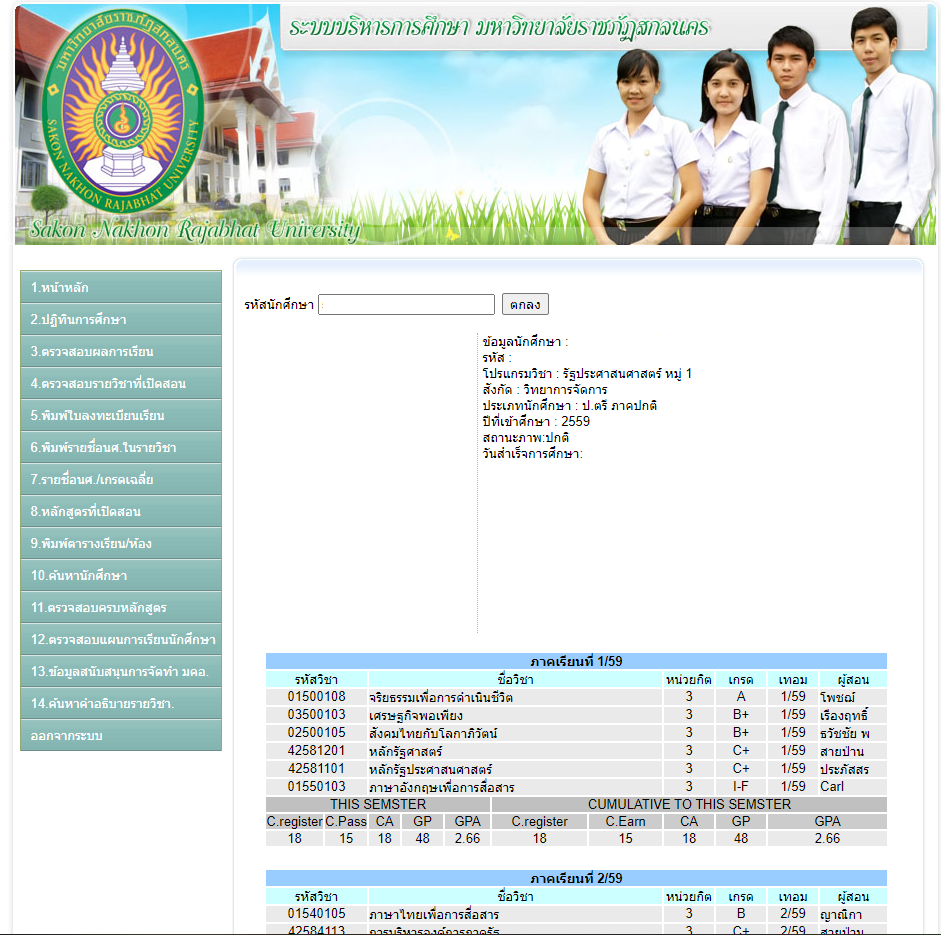 ระบบบริหารการศึกษา มหาวิทยาลัยราชภัฏสกลนคร
มหาวิทยาลัยราชภัฏสกลนคร
SAKON NAKHON RAJABHAT UNIVERSITY
Sakon Nakhon Rajabhat University
1.หน้าหลัก
2.ปฏิทินการศึกษา
3.ตรวจสอบผลการเรียน
4.ตรวจสอบรายวิชาที่เปิดสอน
5.พิมพ์ใบลงทะเบียนเรียน
6.พิมพ์รายชื่อนศ.ในรายวิชา
7.รายชื่อนศ./เกรดเฉลี่ย
8.หลักสูตรที่เปิดสอน
9.พิมพ์ตารางเรียน/ห้อง
10.ค้นหานักศึกษา
11.ตรวจสอบครบหลักสูตร
12.ตรวจสอบแผนการเรียนนักศึกษา
13.ข้อมูลสนับสนุนการจัดทำ มคอ.
14.ค้นหาคำอธิบายรายวิชา.
ออกจากระบบ
รหัสนักศึกษา ตกลง
ข้อมูลนักศึกษา :
รหัส :
โปรแกรมวิชา : รัฐประศาสนศาสตร์ หมู่ 1
สังกัด : วิทยาการจัดการ
ประเภทนักศึกษา : ป.ตรี ภาคปกติ
ปีที่เข้าศึกษา : 2559
สถานะภาพ:ปกติ
วันสำเร็จการศึกษา:
ภาคเรียนที่ 1/59
รหัสวิชา ชื่อวิชา หน่วยกิต เกรด เทอม ผู้สอน
01500108 จริยธรรมเพื่อการดำเนินชีวิต 3 A 1/59 โพชฌ์
03500103 เศรษฐกิจพอเพียง 3 B+ 1/59 เรืองฤทธิ์
02500105 สังคมไทยกับโลกาภิวัตน์ 3 B+ 1/59 ธวัชชัย พ
42581201 หลักรัฐศาสตร์ 3 C+ 1/59 สายป่าน
42581101 หลักรัฐประศาสนศาสตร์ 3 C+ 1/59 ประภัสสร
01550103 ภาษาอังกฤษเพื่อการสื่อสาร 3 I-F 1/59 Carl
THIS SEMSTER CUMULATIVE TO THIS SEMSTER
C.register C.Pass CA GP GPA C.register C.Earn CA GP GPA
18 15 18 48 2.66 18 15 18 48 2.66
ภาคเรียนที่ 2/59
รหัสวิชา ชื่อวิชา หน่วยกิต เกรด เทอม ผู้สอน
01540105 ภาษาไทยเพื่อการสื่อสาร 3 B 2/59 ญาณิกา
42584113 การบริหารองค์การภาครัฐ 3 C+ 2/59 สายป่าน